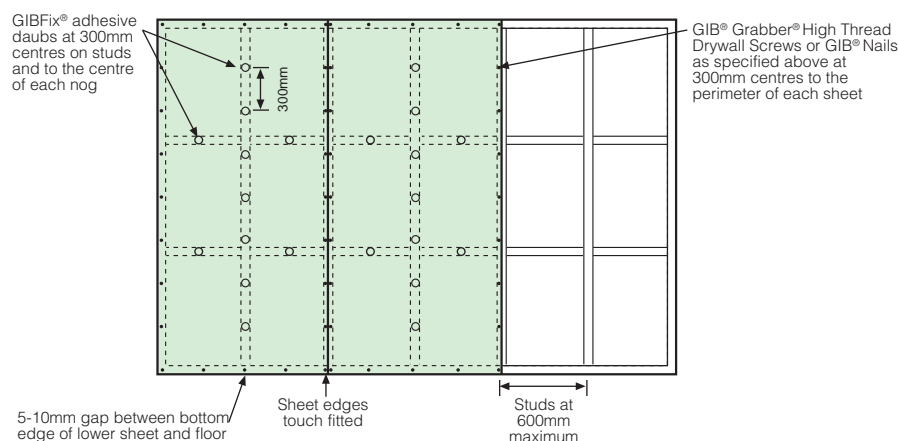 GIBFix® adhesive
daubs at 300mm
centres on studs
and to the centre
of each nog
300mm
GIB® Grabber® High Thread
Drywall Screws or GIB® Nails
as specified above at
300mm centres to the
perimeter of each sheet
5-10mm gap between bottom
edge of lower sheet and floor
Sheet edges
touch fitted
Studs at
600mm
maximum